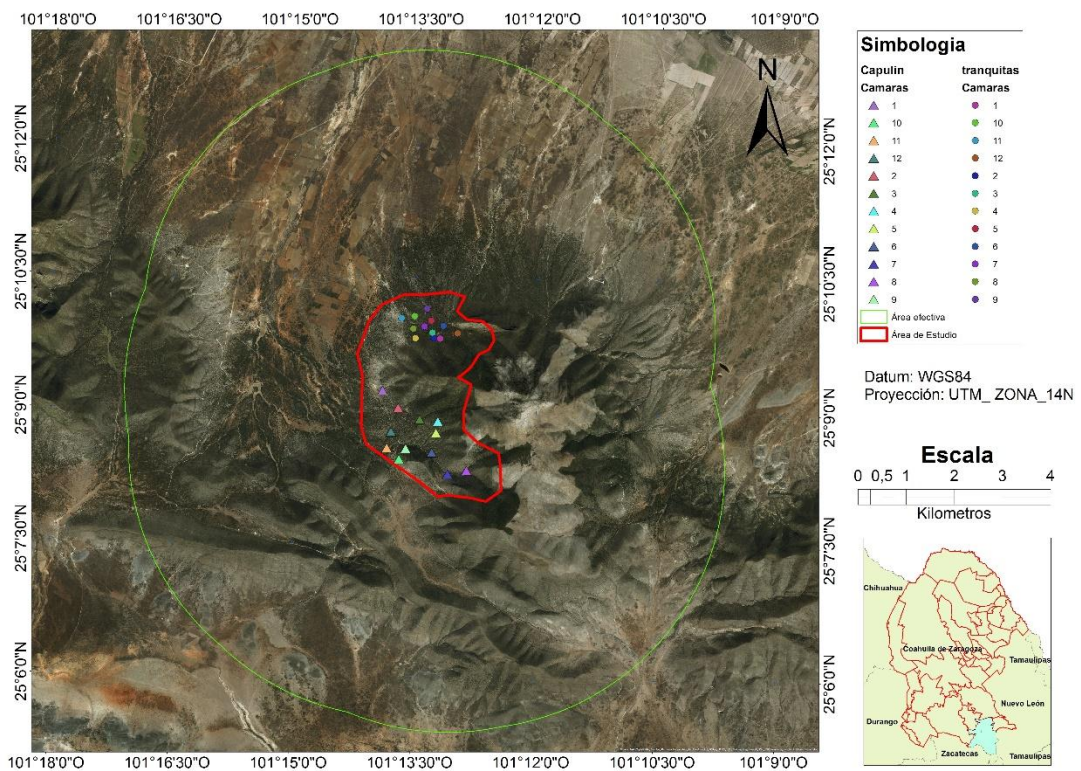 101°18'0"O 101°16'30"O 101°15'0"O 101°13'30"O 101°12'0"O 101°10'30"O 101°9'0"O
25°12'0"N
25°10'30"N
25°9'0"N
25°7'30"N
25°6'0"N
N
25°12'0"N
25°10'30"N
25°9'0"N
25°7'30"N
25°6'0"N
101°18'0"O 101°16'30"O 101°15'0"O 101°13'30"O 101°12'0"O 101°10'30"O 101°9'0"O
Simbologia
Capulín tranquitas
Camaras Camaras
1 1
10 10
11 11
12 12
2 2
3 3
4 4
5 5
6 6
7 7
8 8
9 9
Área efectiva
Área de Estudio
Datum: WGS84
Proyección: UTM_ ZONA_14N
Escala
0 0,5 1 2 3 4
Kilometros
Chihuahua
Coahuila de Zaragoza
Tamaulipas
Nuevo León
Durango
Zacatecas
Tamaulipas